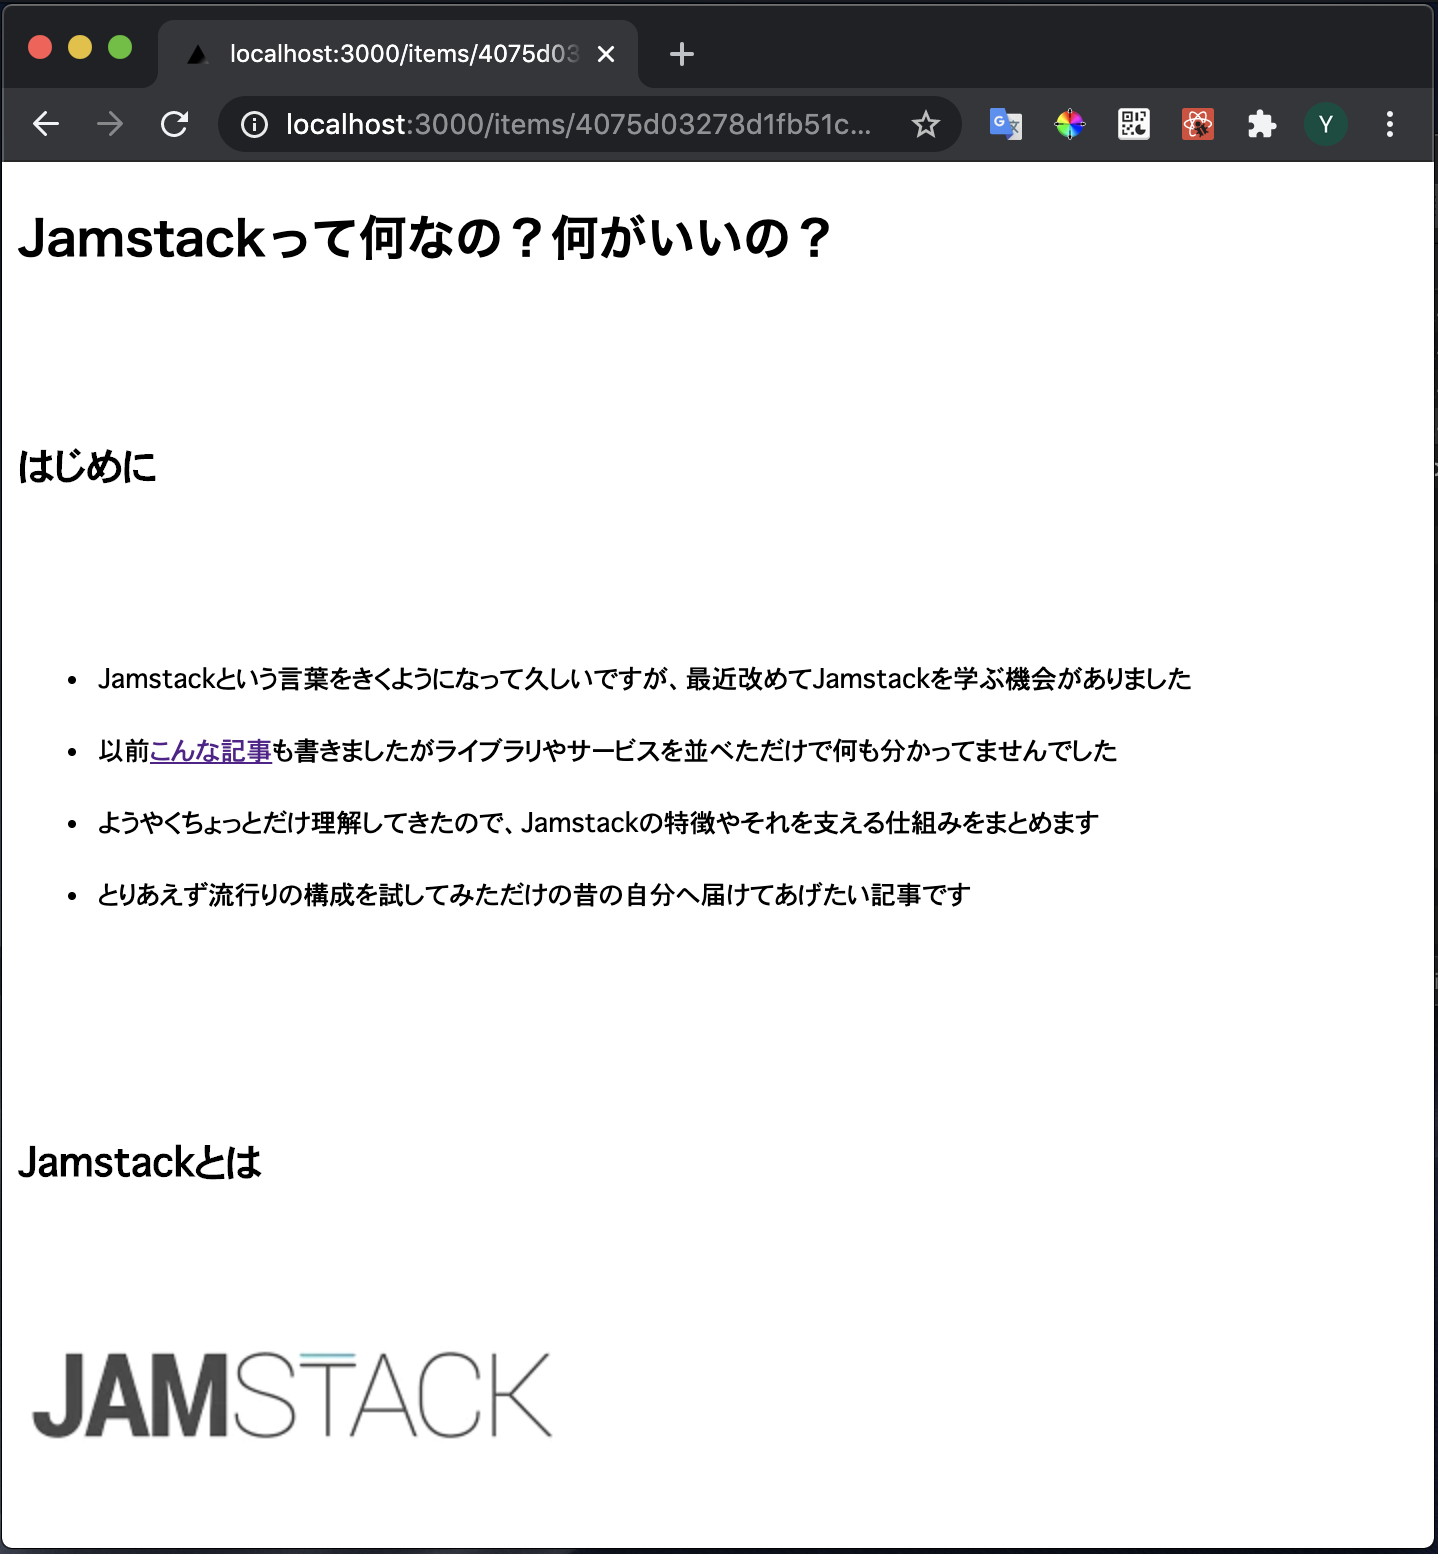 localhost:3000/items/4075d03
localhost:3000/items/4075d03278d1fb51c...
Y
Jamstackって何なの？何がいいの？
はじめに
• Jamstackという言葉をきくようになって久しいですが、最近改めてJamstackを学ぶ機会がありました
• 以前こんな記事も書きましたがライブラリやサービスを並べただけで何も分かってませんでした
• ようやくちょっとだけ理解してきたので、Jamstackの特徴やそれを支える仕組みをまとめます
• とりあえず流行りの構成を試してみただけの昔の自分へ届けてあげたい記事です
Jamstackとは
JAMSTACK